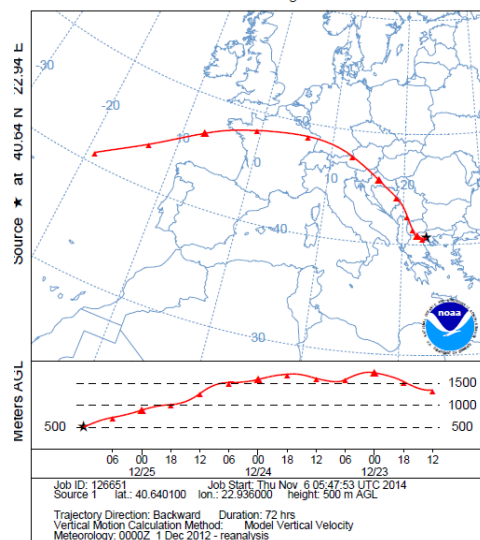 Source ★ at 40.64 N 22.94 E
-30
-20
10
50
0
10
-20
-40
30
noaa
Meters AGL
1500
1000
500
500
06 00 18 12 06 00 18 12 06 00 18 12
12/25 12/24 12/23
Job ID: 126651 Job Start: Thu Nov 6 05:47:53 UTC 2014
Source 1 lat.: 40.640100 lon.: 22.936000 height: 500 m AGL
Trajectory Direction: Backward Duration: 72 hrs
Vertical Motion Calculation Method: Model Vertical Velocity
Meteorology: 0000Z 1 Dec 2012 - reanalysis